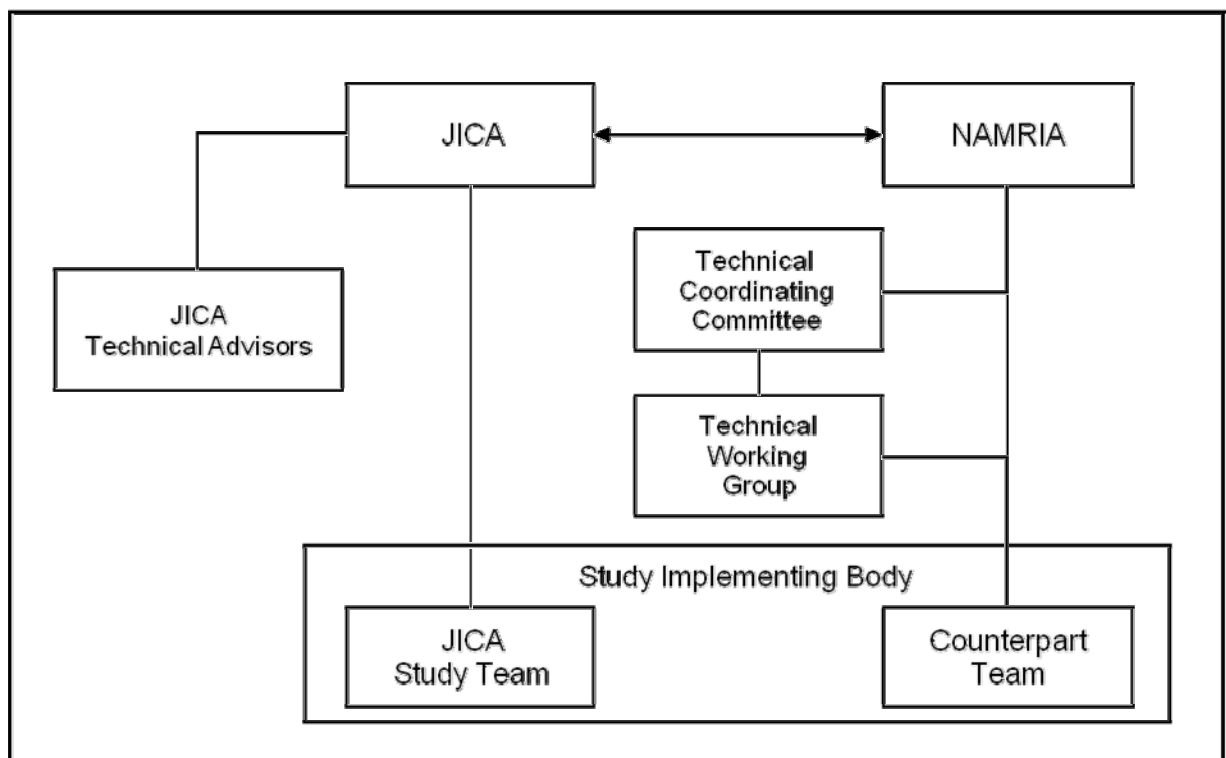 JICA
NAMRIA
Technical
Coordinating
Committee
JICA
Technical Advisors
Technical
Working
Group
Study Implementing Body
JICA
Study Team
Counterpart
Team